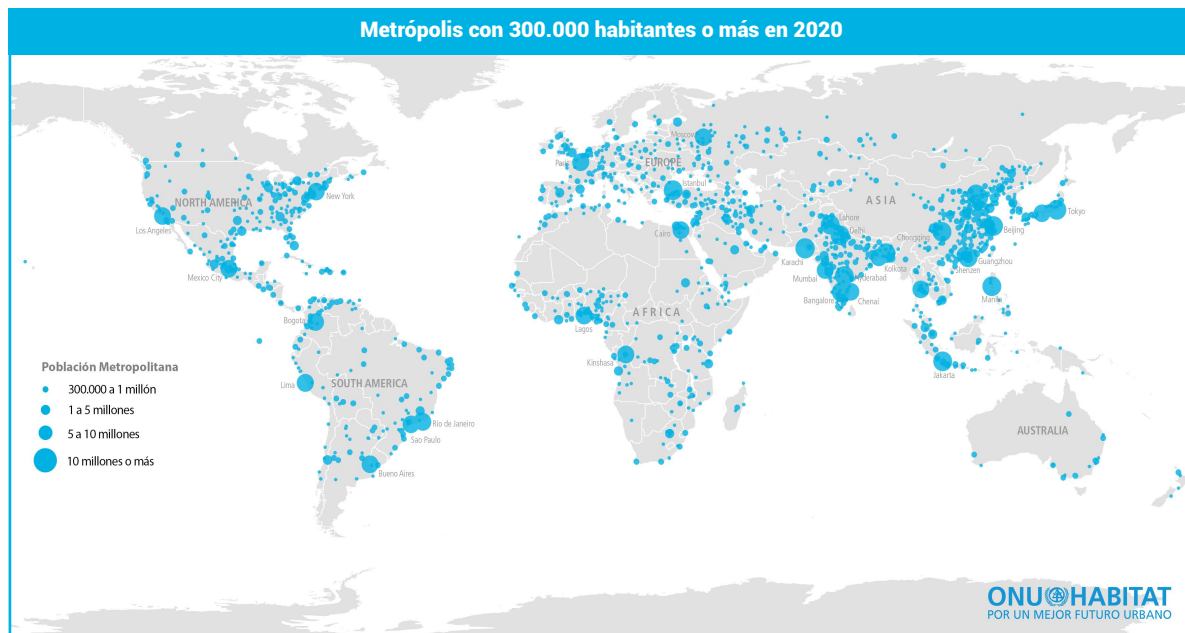 Metrópolis con 300.000 habitantes o más en 2020
Moscow
Paris
EUROPE
Istanbul
NORTH AMERICA
New York
Los Angeles
ASIA
Tokyo
Lahore
Delhi
Chongqing
Beijing
Cairo
Karachi
Guangzhou
Shenzen
Kolkota
Mexico City
Mumbai
Hyderabad
Manila
Bangalore
Chenai
AFRICA
Bogota
Lagos
Kinshasa
Jakarta
Lima
SOUTH AMERICA
Rio de Janeiro
Sao Paulo
AUSTRALIA
Bueno Aires
Población Metropolitana
300.000 a 1 millón
1 a 5 millones
5 a 10 millones
10 millones o más
ONU HABITAT
POR UN MEJOR FUTURO URBANO